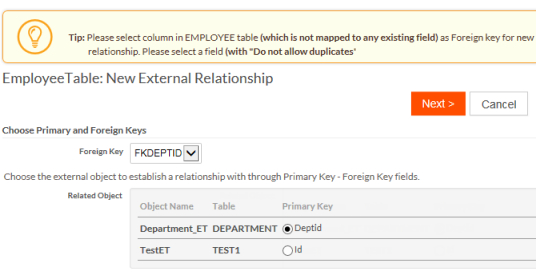 Tip: Please select column in EMPLOYEE table (which is not mapped to any existing field) as Foreign key for new
relationship. Please select a field (with "Do not allow duplicates"
EmployeeTable: New External Relationship
Next > Cancel
Choose Primary and Foreign Keys
Foreign Key FKDEPTID
Choose the external object to establish a relationship with through Primary Key - Foreign Key fields.
Related Object
Object Name Table Primary Key
Department_ET DEPARTMENT Deptid
TestET TEST1 Id